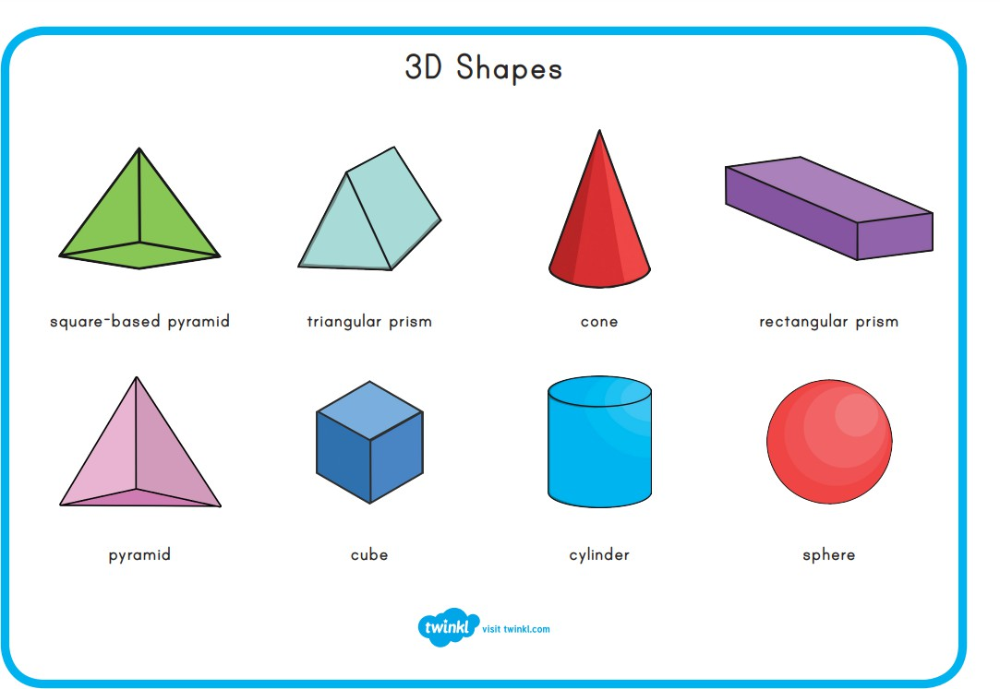 3D Shapes
square-based pyramid
triangular prism
cone
rectangular prism
pyramid
cube
cylinder
sphere
twinkl visit twinkl.com